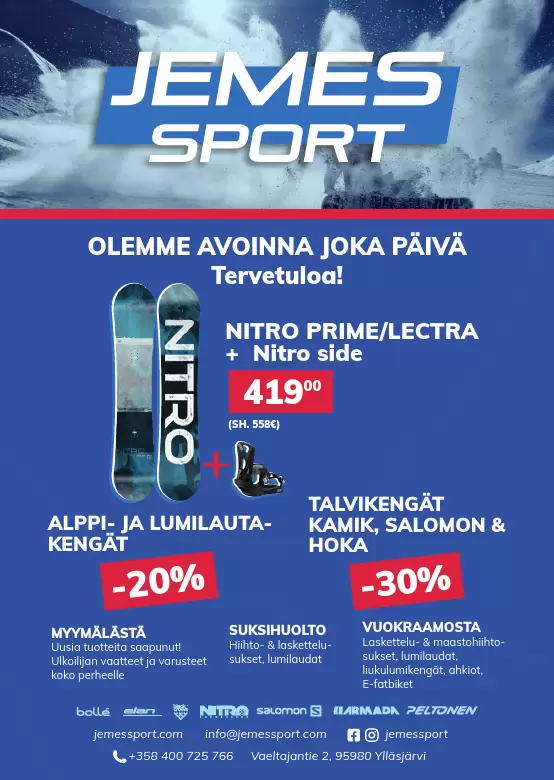 JEMES
SPORT
OLEMME AVOINNA JOKA PÄIVÄ
Tervetuloa!
NITRO PRIME/LECTRA
+ Nitro side
419⁰⁰
(SH. 558€)
NITRO
+
ALPPI- JA LUMILAUTA-
KENGÄT
-20%
TALVIKENGÄT
KAMIK, SALOMON &
HOKA
-30%
MYYMÄLÄSTÄ
Uusia tuotteita saapunut!
Ulkoilijan vaatteet ja varusteet
koko perheelle
SUKSIHUOLTO
Hiihto- & laskettelu-
sukset, lumilaudat
VUOKRAAMOSTA
Laskettelu- & maastohiihto-
sukset, lumilaudat,
liukulumikengät, ahkiot,
E-fatbiket
bollé elan NITRO SALOMON S ARMADA PELTONEN
jemessport.com info@jemessport.com jemessport
+358 400 725 766 Vaeltajantie 2, 95980 Ylläsjärvi